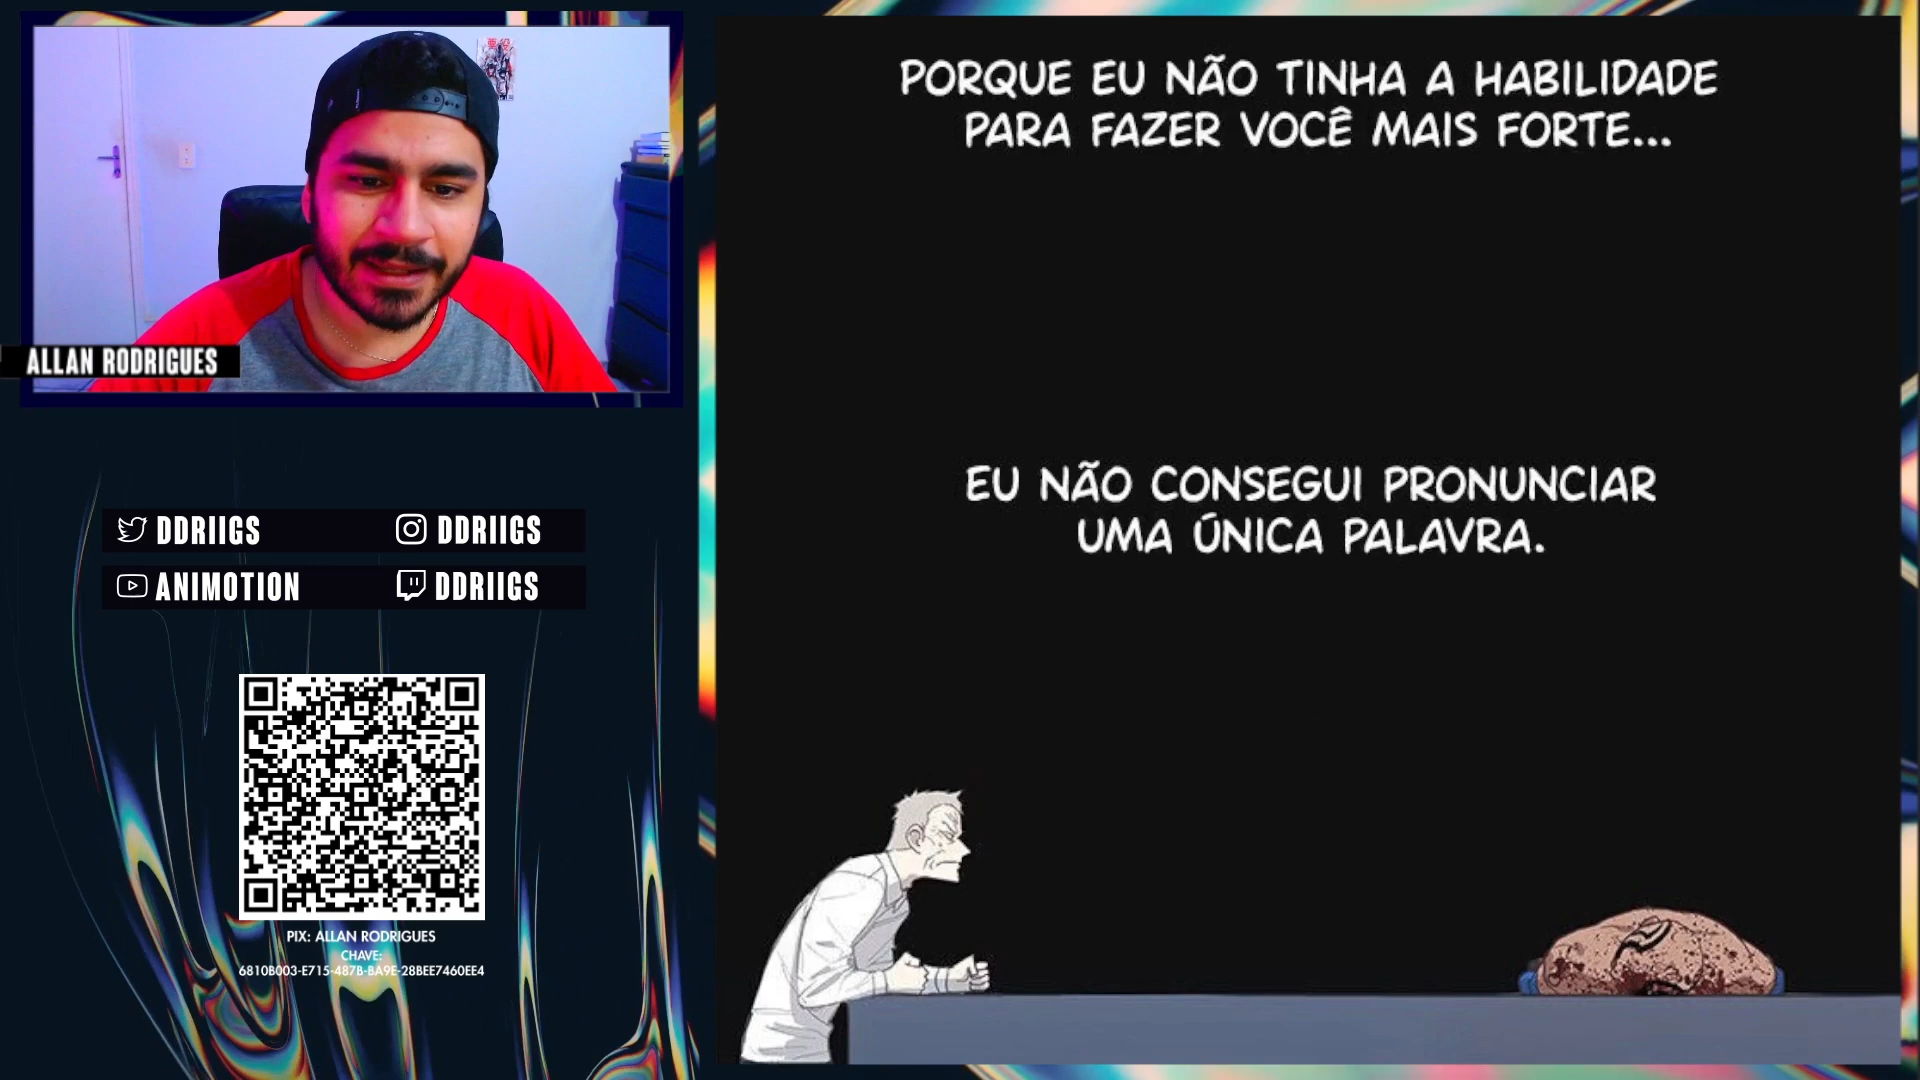 ALLAN RODRIGUES
DDRIIGS
DDRIIGS
ANIMOTION
DDRIIGS
PIX: ALLAN RODRIGUES
CHAVE:
6810B003-E715-487B-BA9E-28BEE7460EE4
PORQUE EU NÃO TINHA A HABILIDADE
PARA FAZER VOCÊ MAIS FORTE...
EU NÃO CONSEGUI PRONUNCIAR
UMA ÚNICA PALAVRA.